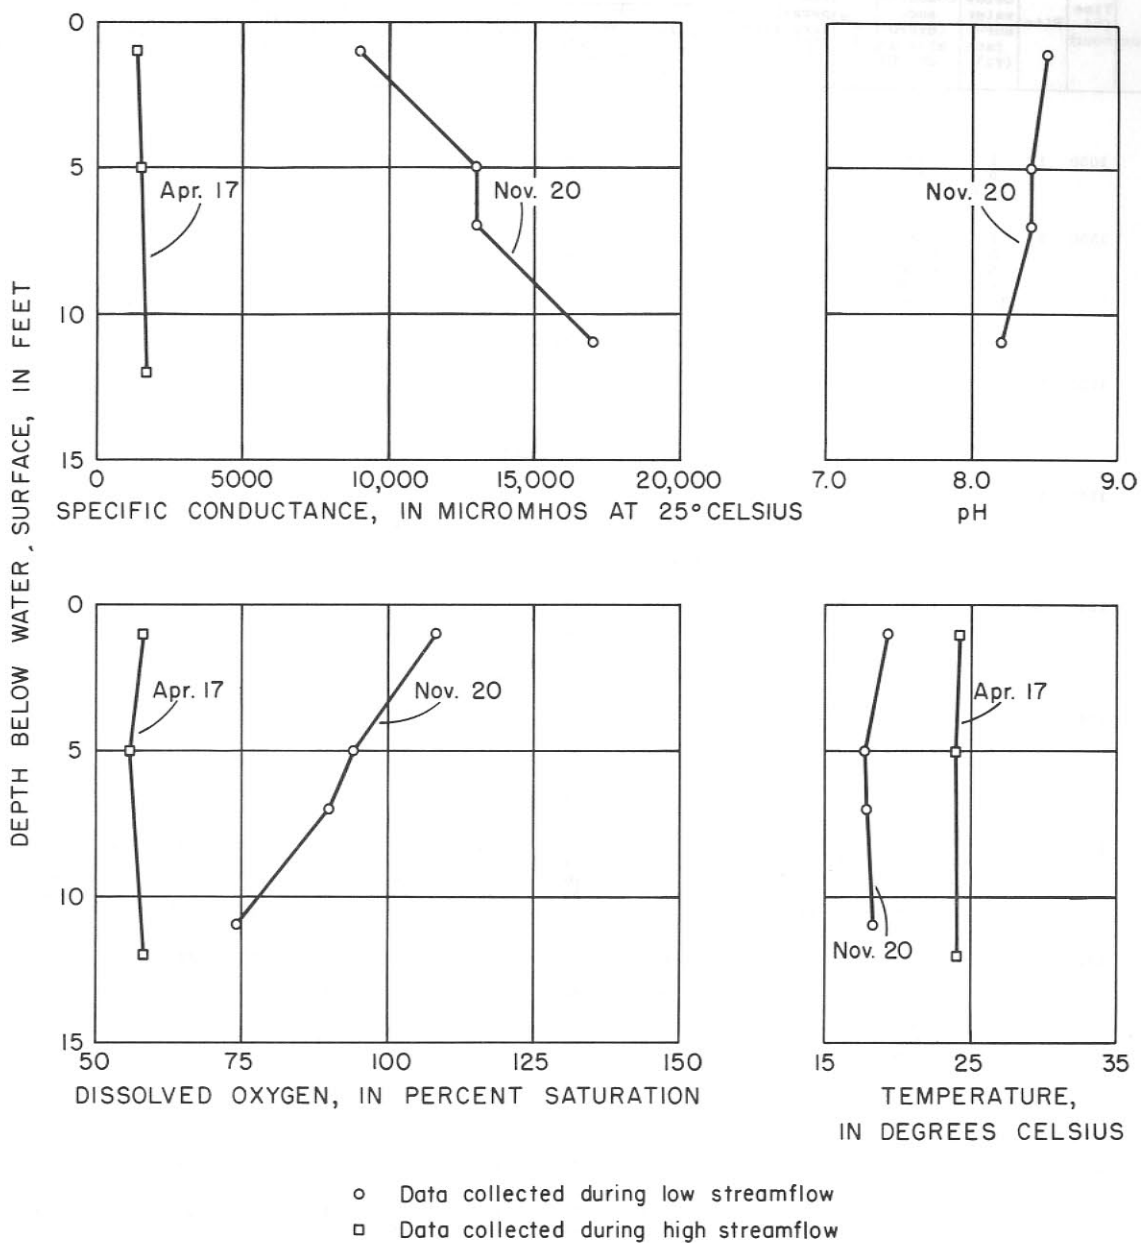 0
5
10
15
Apr. 17
Nov. 20
0 5000 10,000 15,000 20,000
SPECIFIC CONDUCTANCE, IN MICROMHOS AT 25° CELSIUS
Nov. 20
7.0 8.0 9.0
pH
DEPTH BELOW WATER SURFACE, IN FEET
0
5
10
15
Apr. 17
Nov. 20
50 75 100 125 150
DISSOLVED OXYGEN, IN PERCENT SATURATION
Apr. 17
Nov. 20
15 25 35
TEMPERATURE,
IN DEGREES CELSIUS
Data collected during low streamflow
Data collected during high streamflow